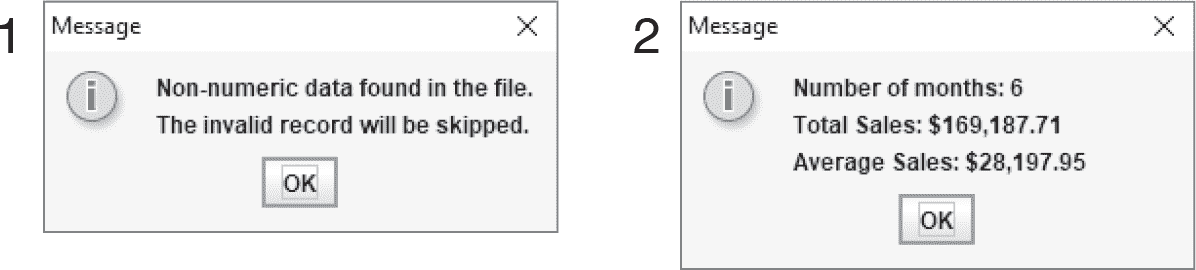 1
Message
Non-numeric data found in the file.
The invalid record will be skipped.
OK
2
Message
Number of months: 6
Total Sales: $169,187.71
Average Sales: $28,197.95
OK